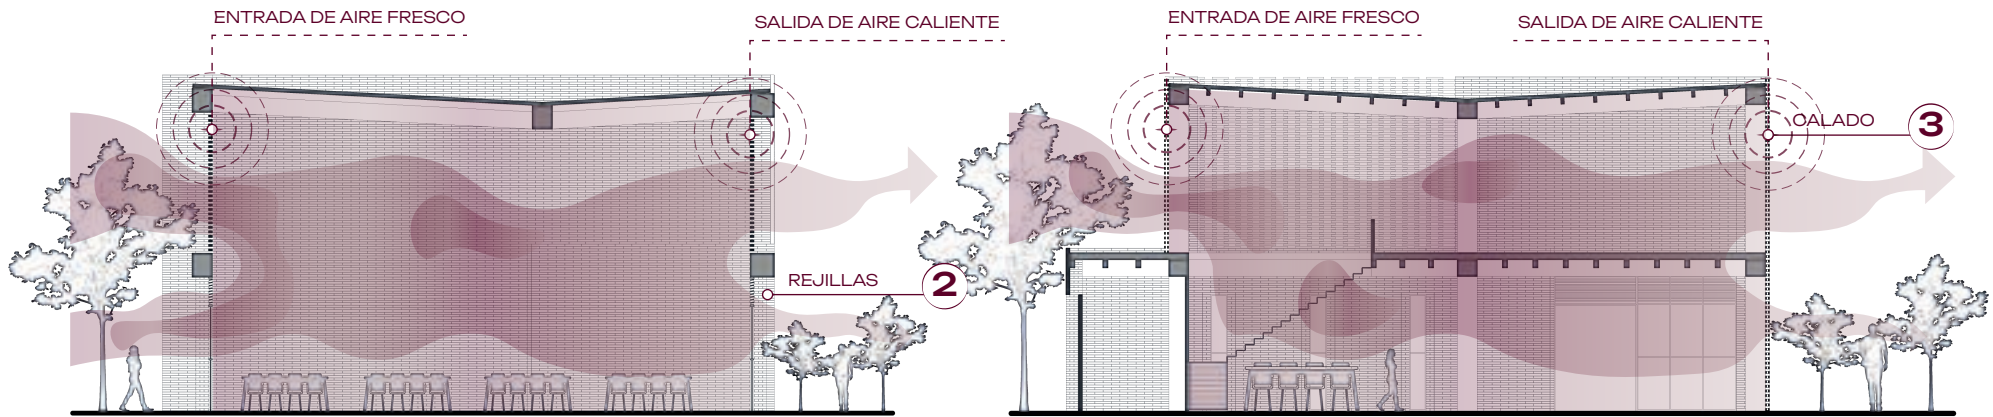 ENTRADA DE AIRE FRESCO
SALIDA DE AIRE CALIENTE
REJILLAS
2
ENTRADA DE AIRE FRESCO
SALIDA DE AIRE CALIENTE
CALADO
3